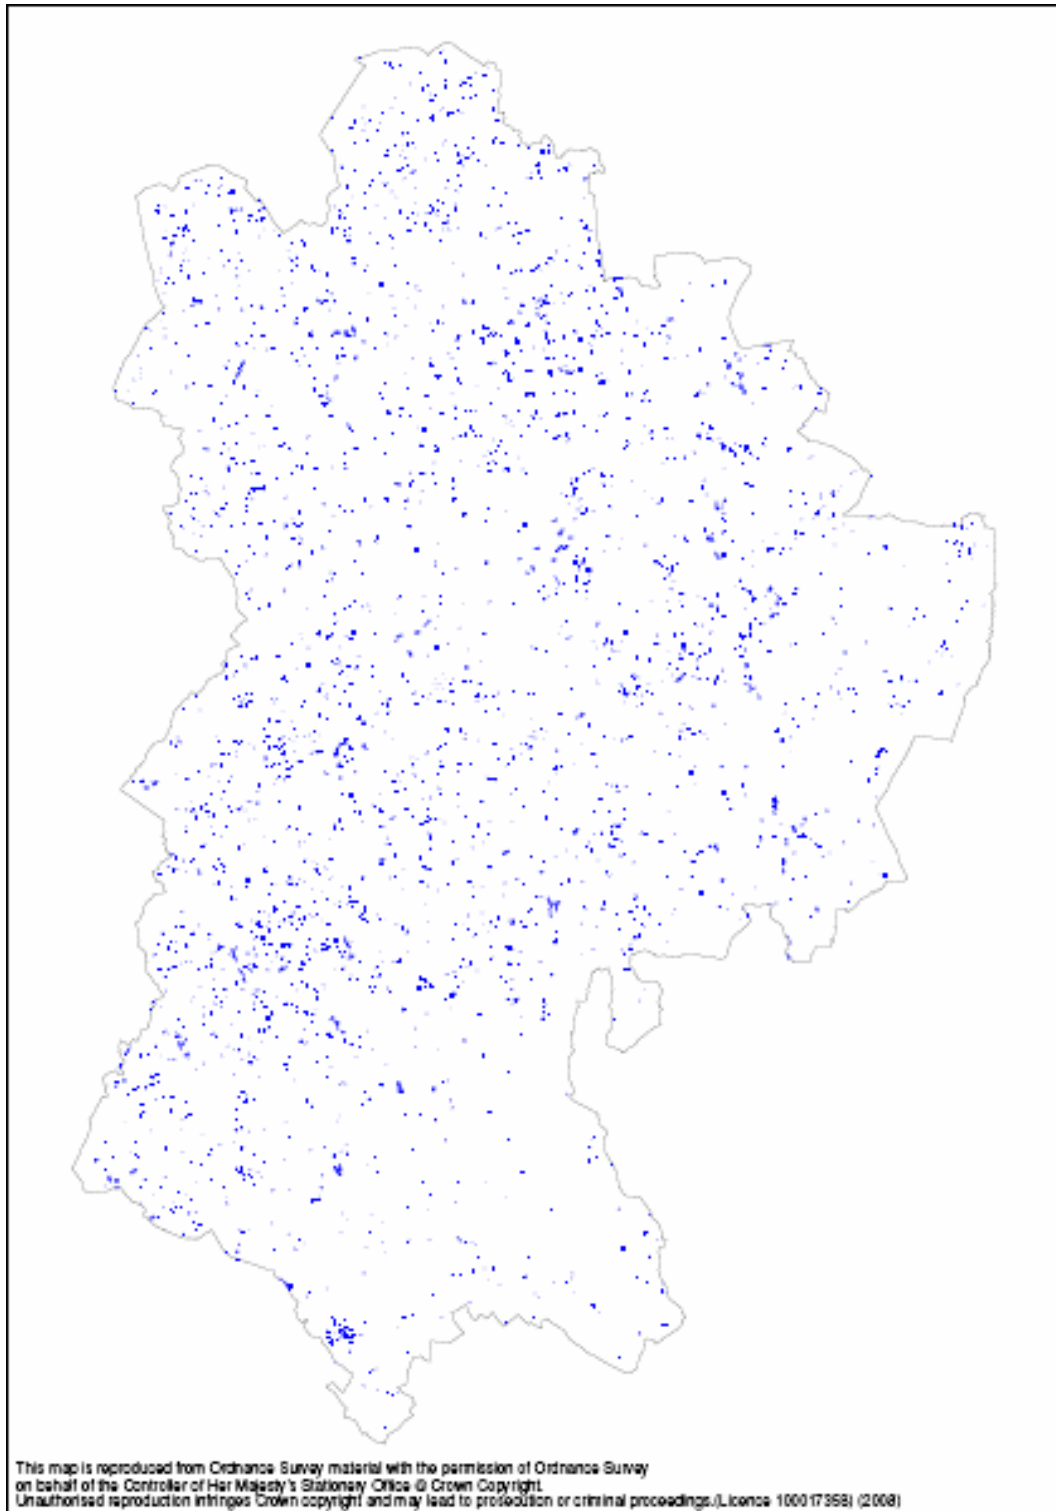 This map is reproduced from Ordnance Survey material with the permission of Ordnance Survey
on behalf of the Controller of Her Majesty's Stationery Office © Crown Copyright.
Unauthorised reproduction infringes Crown copyright and may lead to prosecution or criminal proceedings.(Licence 100017358) (2008)